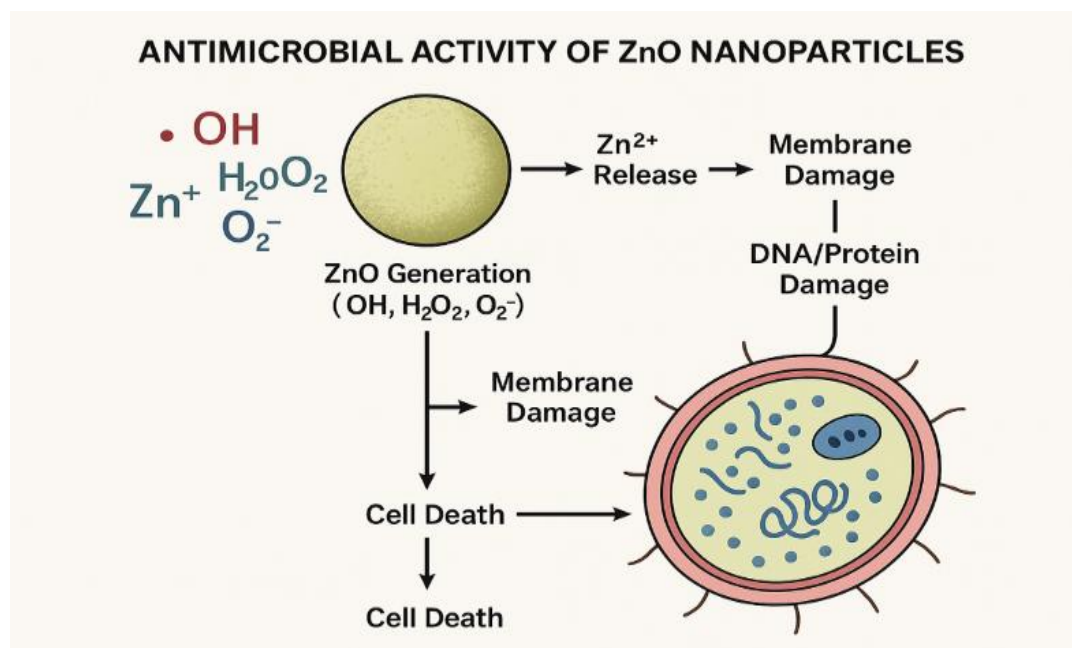 ANTIMICROBIAL ACTIVITY OF ZnO NANOPARTICLES
• OH
H₂oO₂
Zn⁺
O₂⁻
Zn²⁺
Release
Membrane
Damage
DNA/Protein
Damage
ZnO Generation
(OH, H₂O₂, O₂⁻)
Membrane
Damage
Cell Death
Cell Death